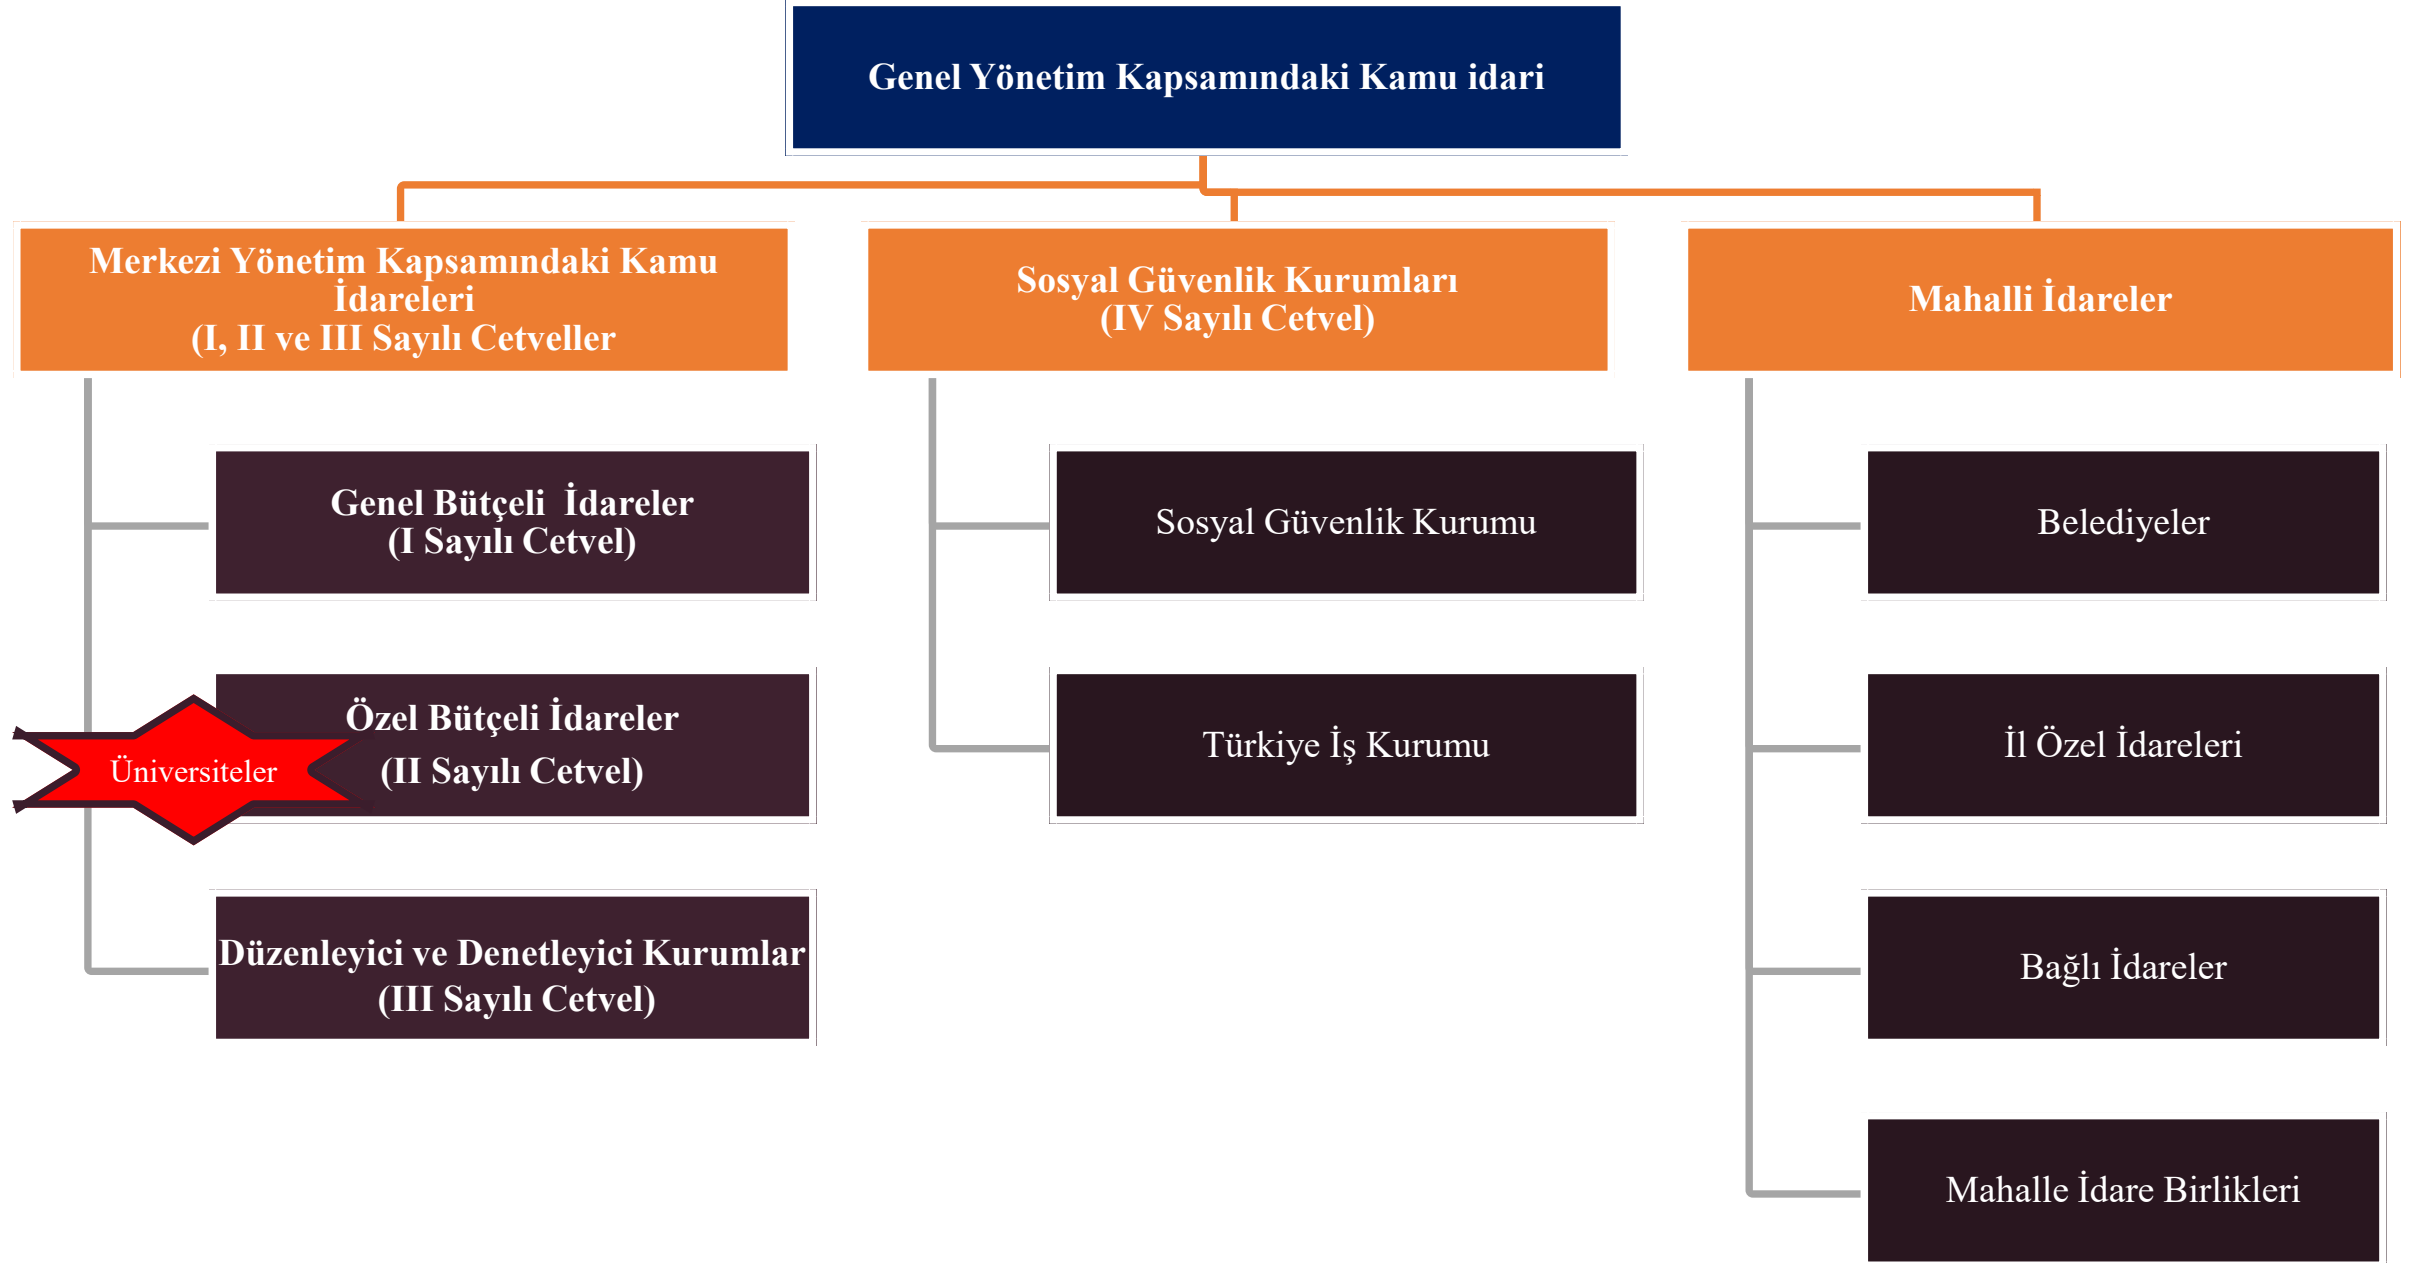 Genel Yönetim Kapsamındaki Kamu idari
Merkezi Yönetim Kapsamındaki Kamu
İdareleri
(I, II ve III Sayılı Cetveller
Genel Bütçeli  İdareler
(I Sayılı Cetvel)
Özel Bütçeli İdareler
(II Sayılı Cetvel)
Üniversiteler
Düzenleyici ve Denetleyici Kurumlar
(III Sayılı Cetvel)
Sosyal Güvenlik Kurumları
(IV Sayılı Cetvel)
Sosyal Güvenlik Kurumu
Türkiye İş Kurumu
Mahalli İdareler
Belediyeler
İl Özel İdareleri
Bağlı İdareler
Mahalle İdare Birlikleri